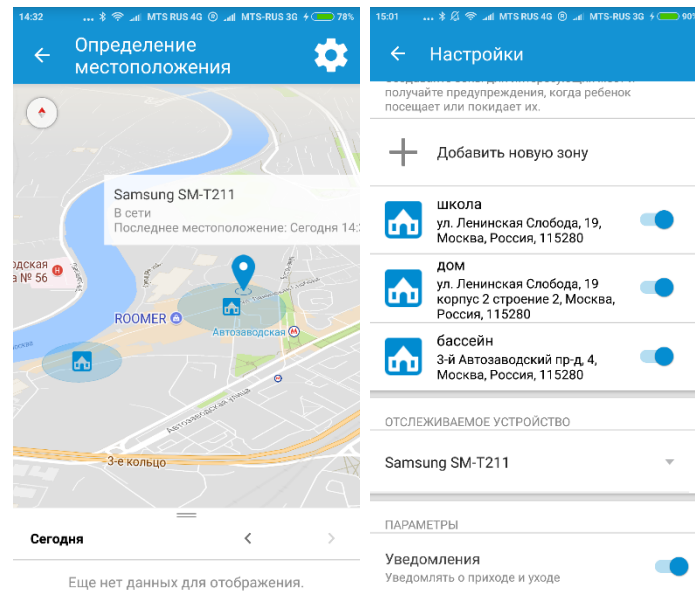 14:32 ... MTS RUS 4G ® MTS-RUS 3G 78%
Определение
местоположения
Samsung SM-T211
В сети
Последнее местоположение: Сегодня 14:
одская
а № 56
ROOMER
Автозаводская
Автозаводская улица
3-е кольцо
Сегодня
Еще нет данных для отображения.
15:01 ... MTS RUS 4G ® MTS-RUS 3G 90%
Настройки
получайте предупреждения, когда ребенок
посещает или покидает их.
Добавить новую зону
школа
ул. Ленинская Слобода, 19,
Москва, Россия, 115280
дом
ул. Ленинская Слобода, 19
корпус 2 строение 2, Москва,
Россия, 115280
бассейн
3-й Автозаводский пр-д, 4,
Москва, Россия, 115280
ОТСЛЕЖИВАЕМОЕ УСТРОЙСТВО
Samsung SM-T211
ПАРАМЕТРЫ
Уведомления
Уведомлять о приходе и уходе